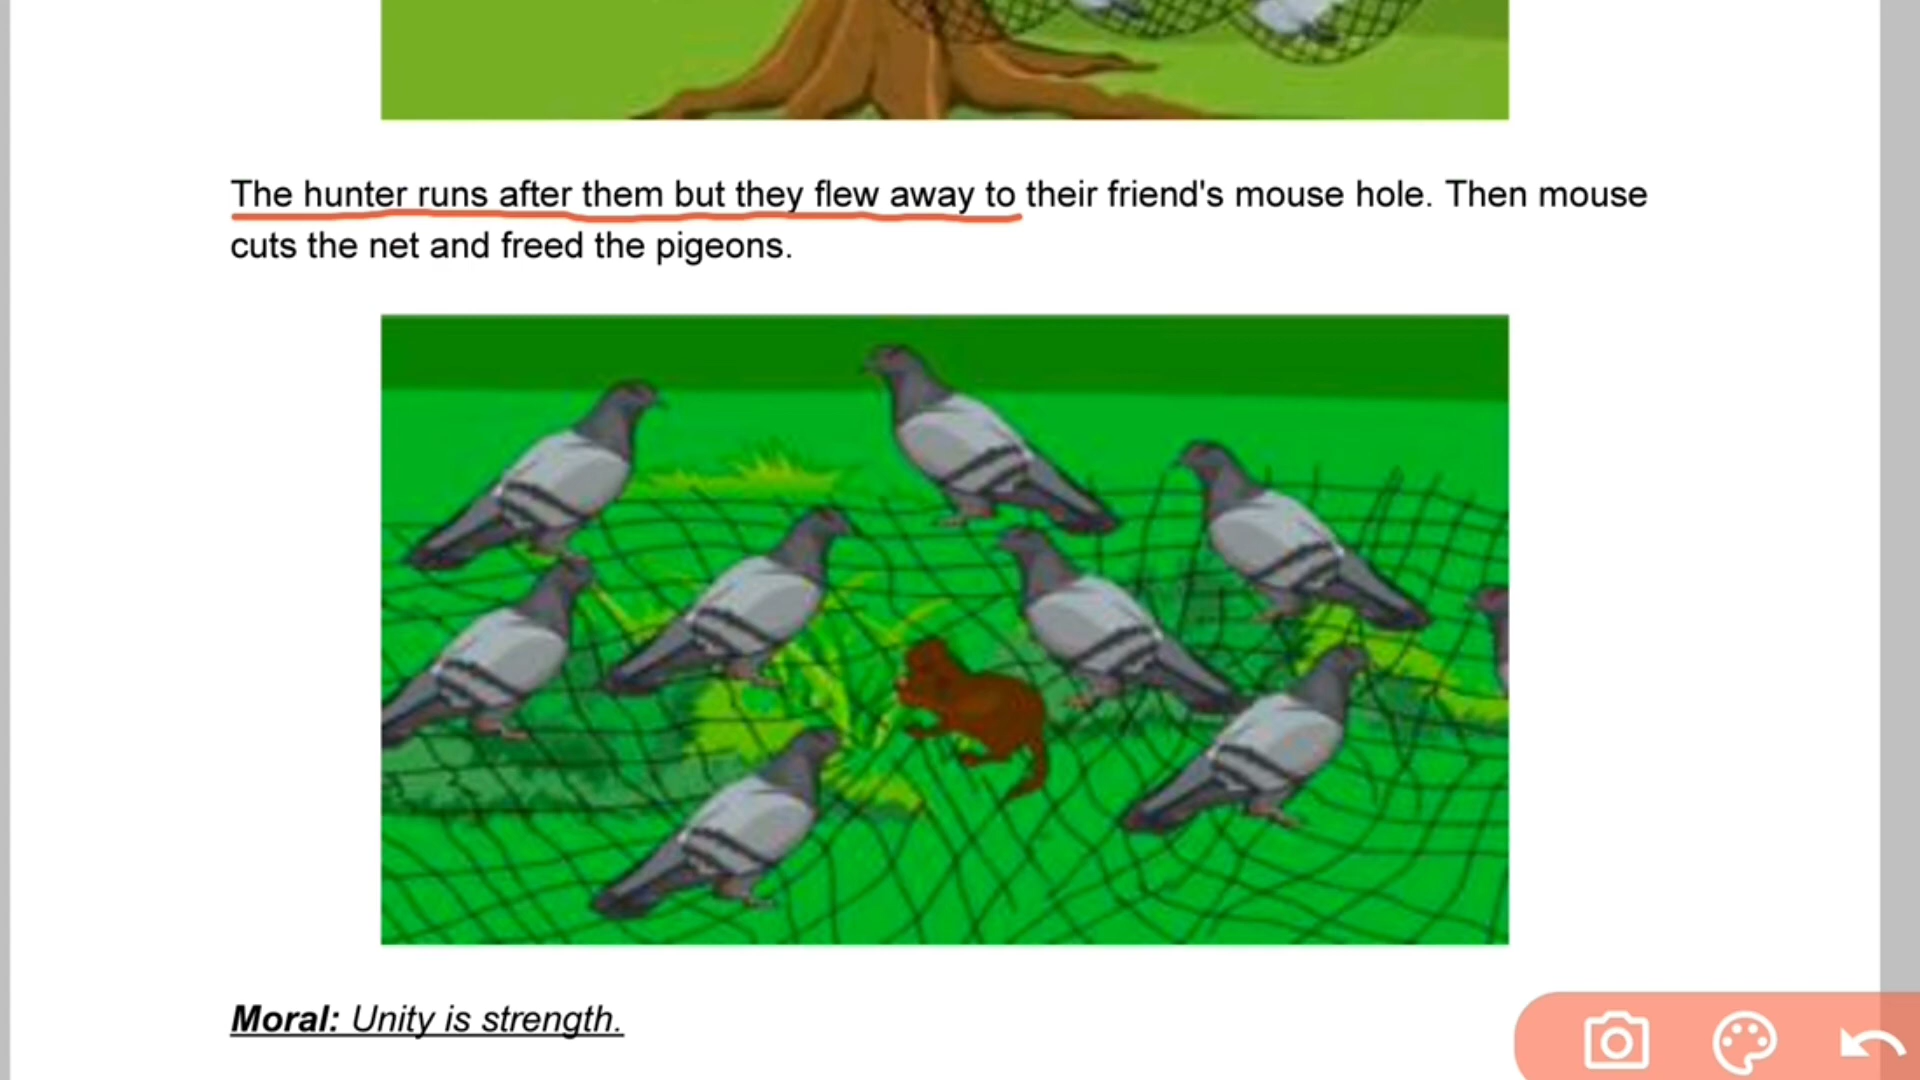 The hunter runs after them but they flew away to their friend's mouse hole. Then mouse
cuts the net and freed the pigeons.
Moral: Unity is strength.